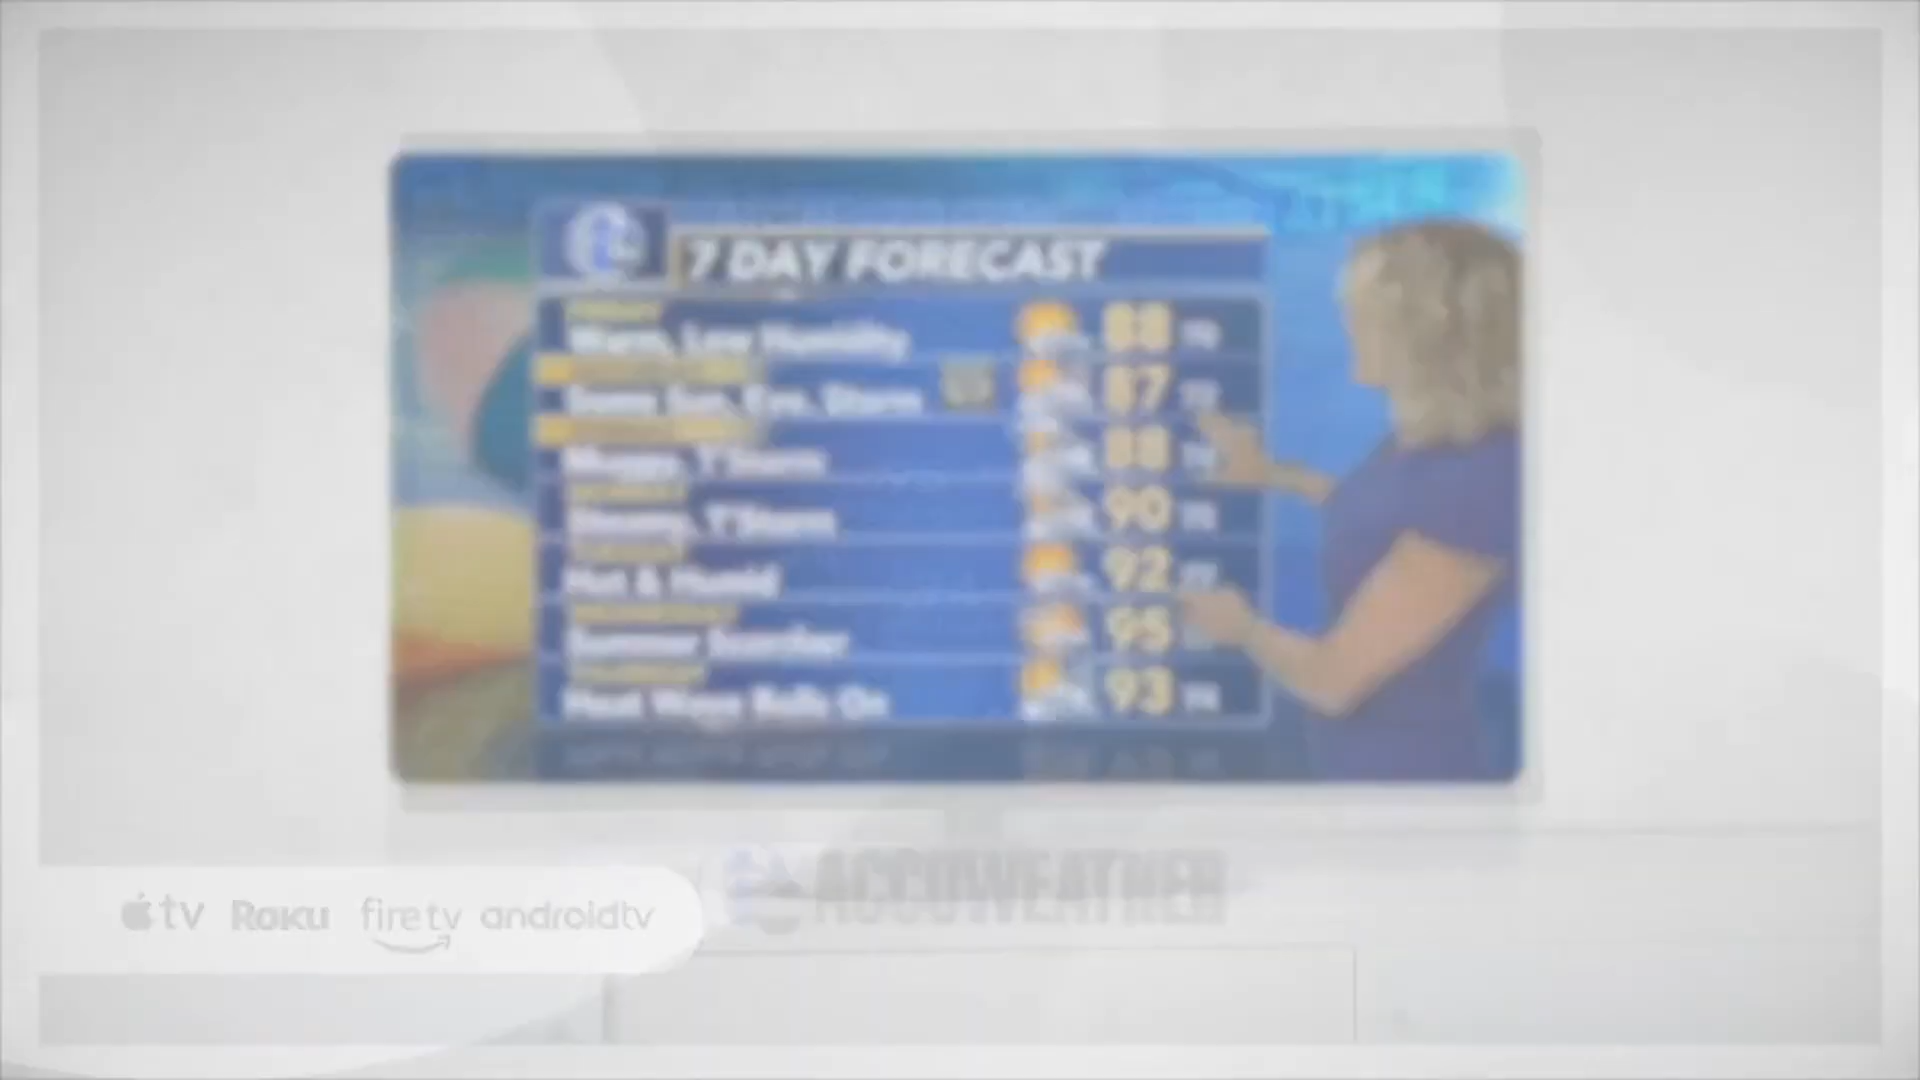 7 DAY FORECAST
Warm, Low Humidity 88
Some Sun, Eve. Storm 87
Muggy, T'Storm 88
Steamy, T'Storm 90
Hot & Humid 92
Summer Scorcher 95
Heat Wave Rolls On 93
ACCUWEATHER
tv Roku fire tv androidtv